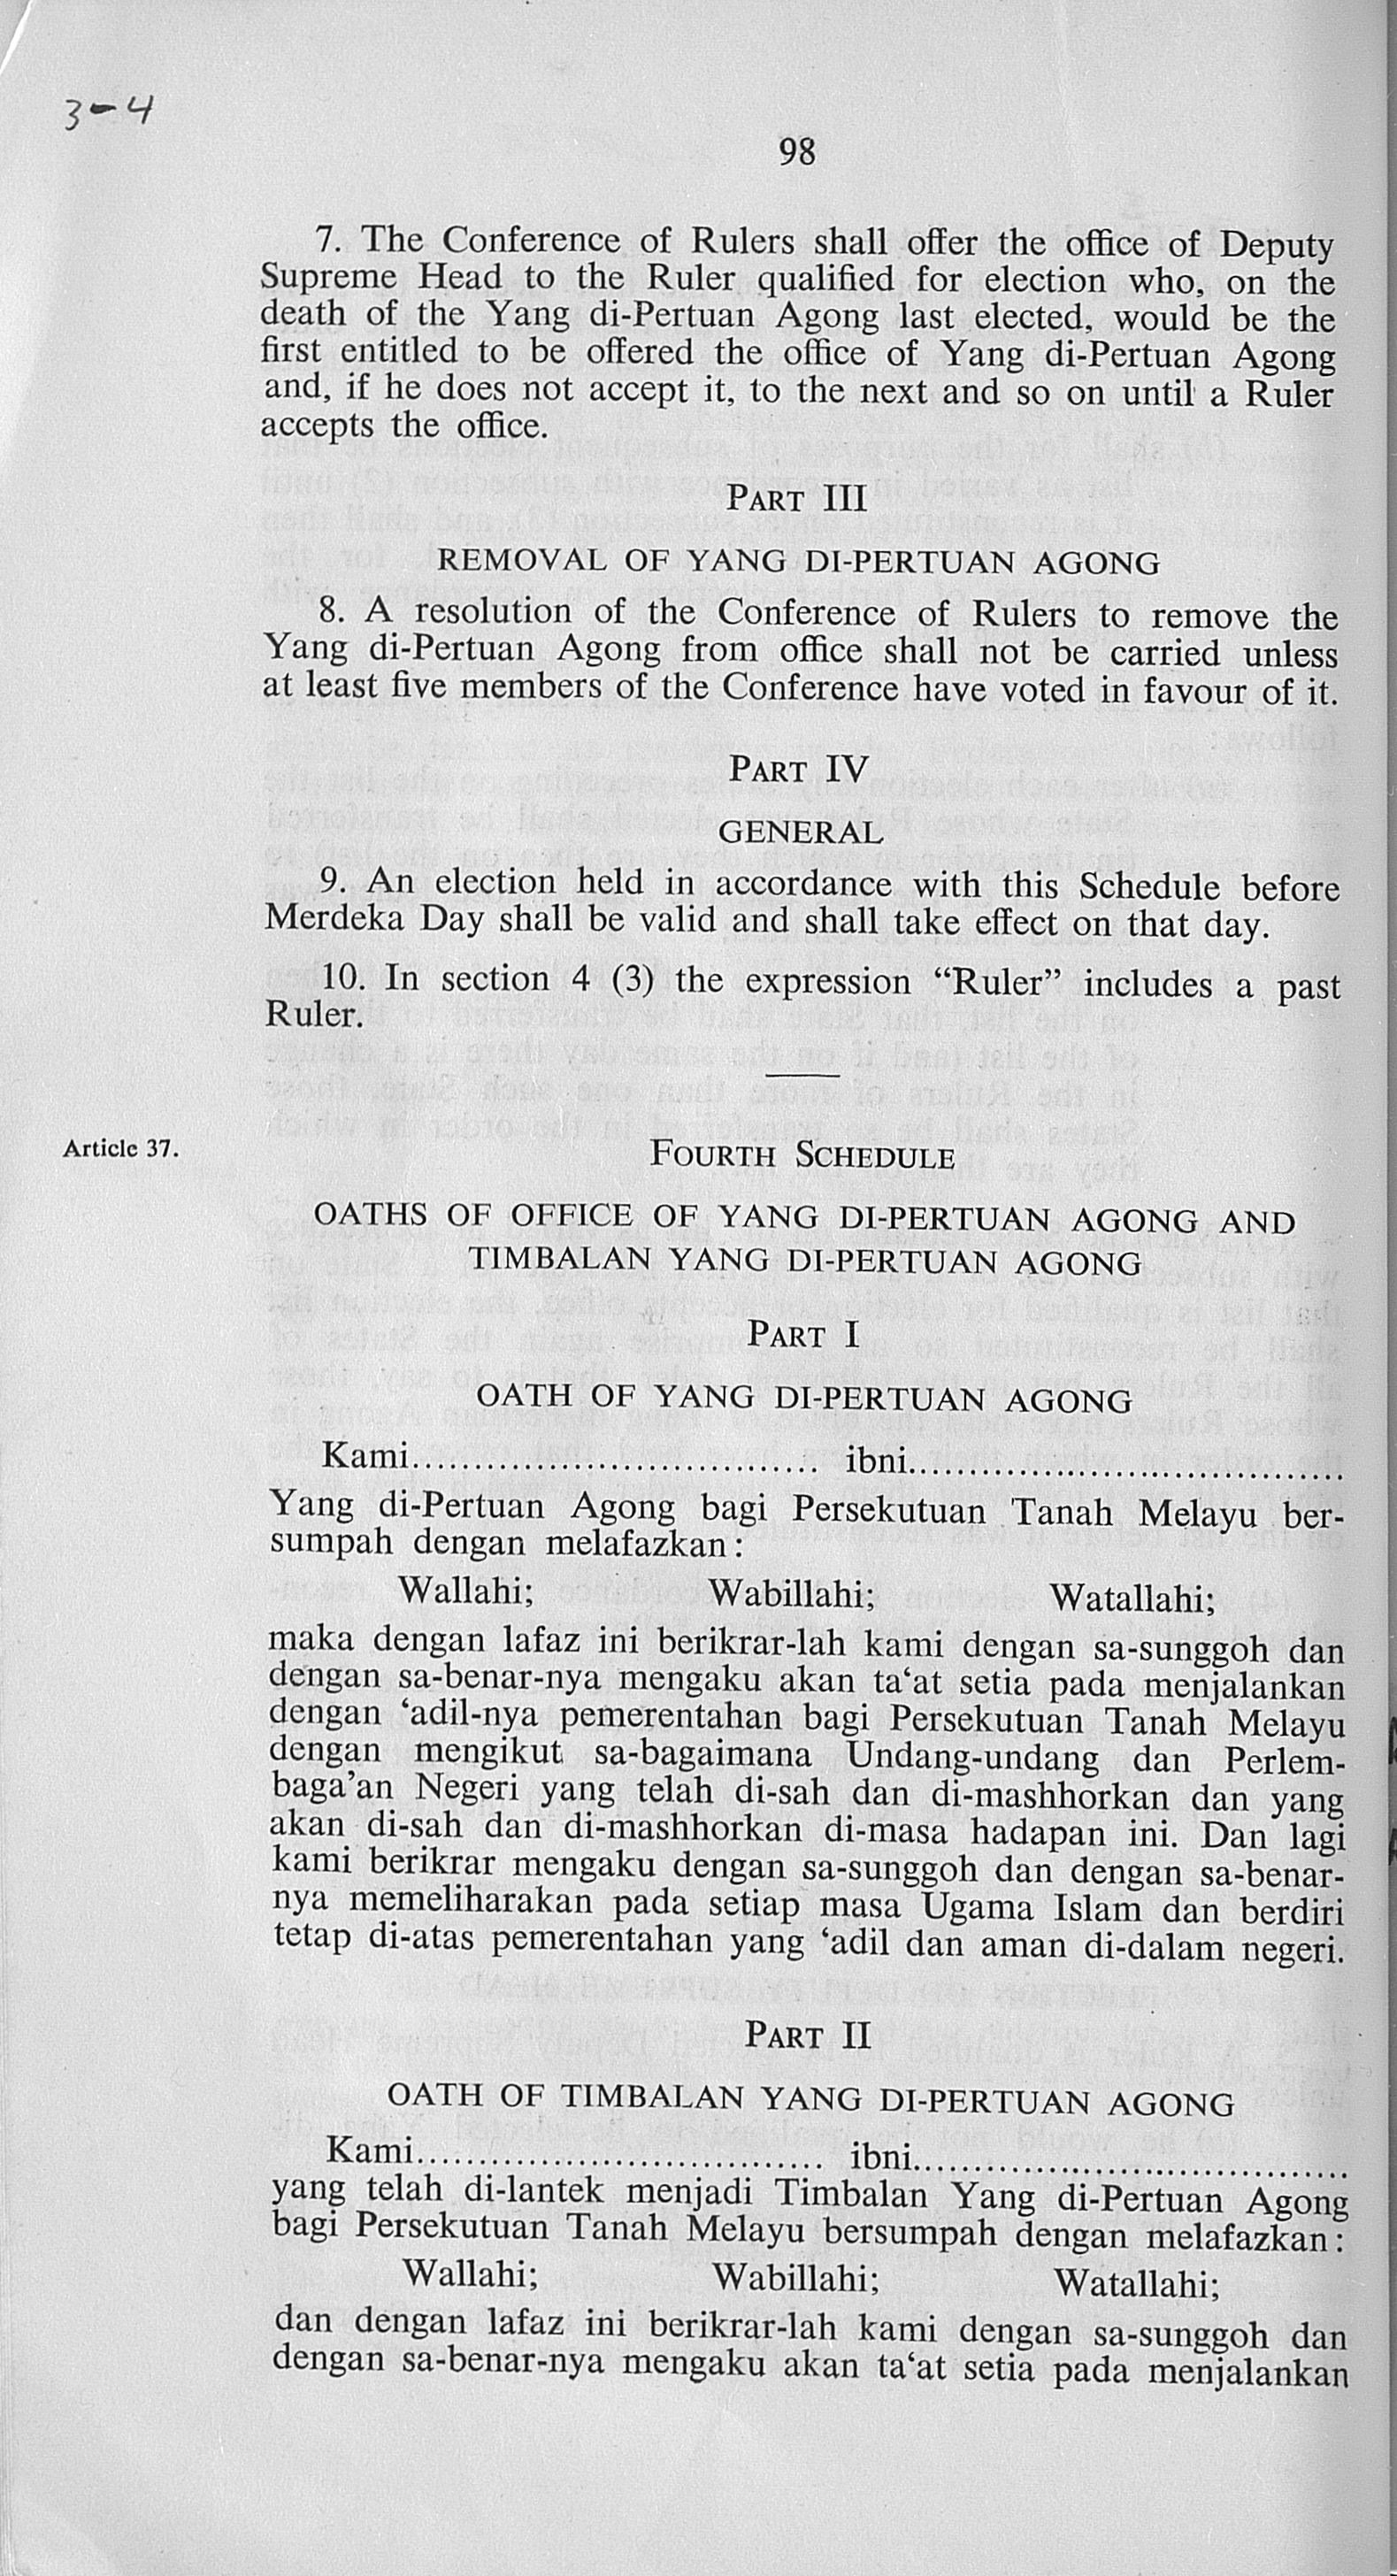 3-4
98
7. The Conference of Rulers shall offer the office of Deputy
Supreme Head to the Ruler qualified for election who, on the
death of the Yang di-Pertuan Agong last elected, would be the
first entitled to be offered the office of Yang di-Pertuan Agong
and, if he does not accept it, to the next and so on until a Ruler
accepts the office.
PART III
REMOVAL OF YANG DI-PERTUAN AGONG
8. A resolution of the Conference of Rulers to remove the
Yang di-Pertuan Agong from office shall not be carried unless
at least five members of the Conference have voted in favour of it.
PART IV
GENERAL
9. An election held in accordance with this Schedule before
Merdeka Day shall be valid and shall take effect on that day.
10. In section 4 (3) the expression “Ruler” includes a past
Ruler.
Article 37.
FOURTH SCHEDULE
OATHS OF OFFICE OF YANG DI-PERTUAN AGONG AND
TIMBALAN YANG DI-PERTUAN AGONG
PART I
OATH OF YANG DI-PERTUAN AGONG
Kami................................. ibni...................................
Yang di-Pertuan Agong bagi Persekutuan Tanah Melayu ber-
sumpah dengan melafazkan:
Wallahi; Wabillahi; Watallahi;
maka dengan lafaz ini berikrar-lah kami dengan sa-sunggoh dan
dengan sa-benar-nya mengaku akan ta‘at setia pada menjalankan
dengan ‘adil-nya pemerentahan bagi Persekutuan Tanah Melayu
dengan mengikut sa-bagaimana Undang-undang dan Perlem-
baga’an Negeri yang telah di-sah dan di-mashhorkan dan yang
akan di-sah dan di-mashhorkan di-masa hadapan ini. Dan lagi
kami berikrar mengaku dengan sa-sunggoh dan dengan sa-benar-
nya memeliharakan pada setiap masa Ugama Islam dan berdiri
tetap di-atas pemerentahan yang ‘adil dan aman di-dalam negeri.
PART II
OATH OF TIMBALAN YANG DI-PERTUAN AGONG
Kami................................. ibni...................................
yang telah di-lantek menjadi Timbalan Yang di-Pertuan Agong
bagi Persekutuan Tanah Melayu bersumpah dengan melafazkan:
Wallahi; Wabillahi; Watallahi;
dan dengan lafaz ini berikrar-lah kami dengan sa-sunggoh dan
dengan sa-benar-nya mengaku akan ta‘at setia pada menjalankan